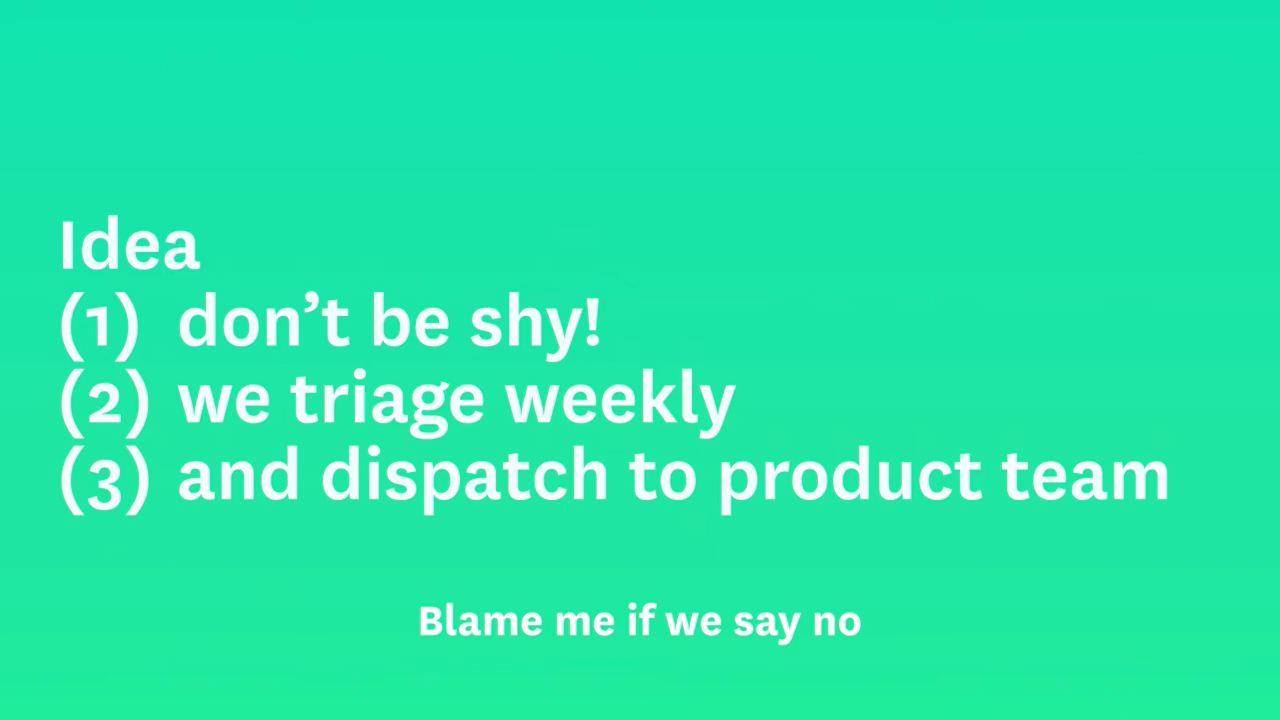 Idea
(1) don’t be shy!
(2) we triage weekly
(3) and dispatch to product team
Blame me if we say no